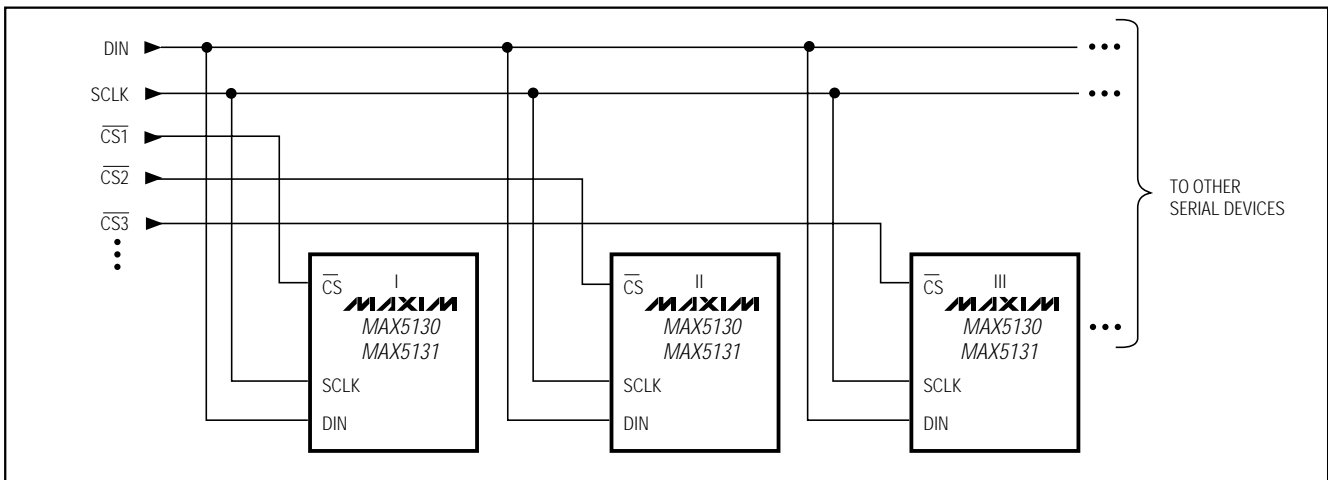 DIN
SCLK
CS1
CS2
CS3
TO OTHER
SERIAL DEVICES
CS I
MAXIM
MAX5130
MAX5131
SCLK
DIN
CS II
MAXIM
MAX5130
MAX5131
SCLK
DIN
CS III
MAXIM
MAX5130
MAX5131
SCLK
DIN